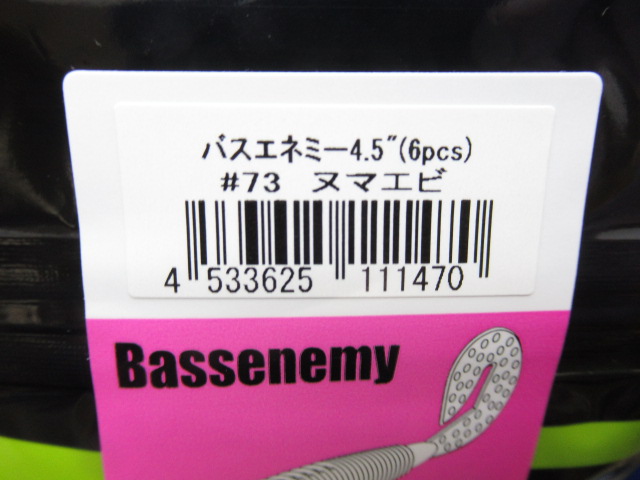 バスエネミー4.5"(6pcs)
#73 ヌマエビ
4 533625 111470
Bassenemy